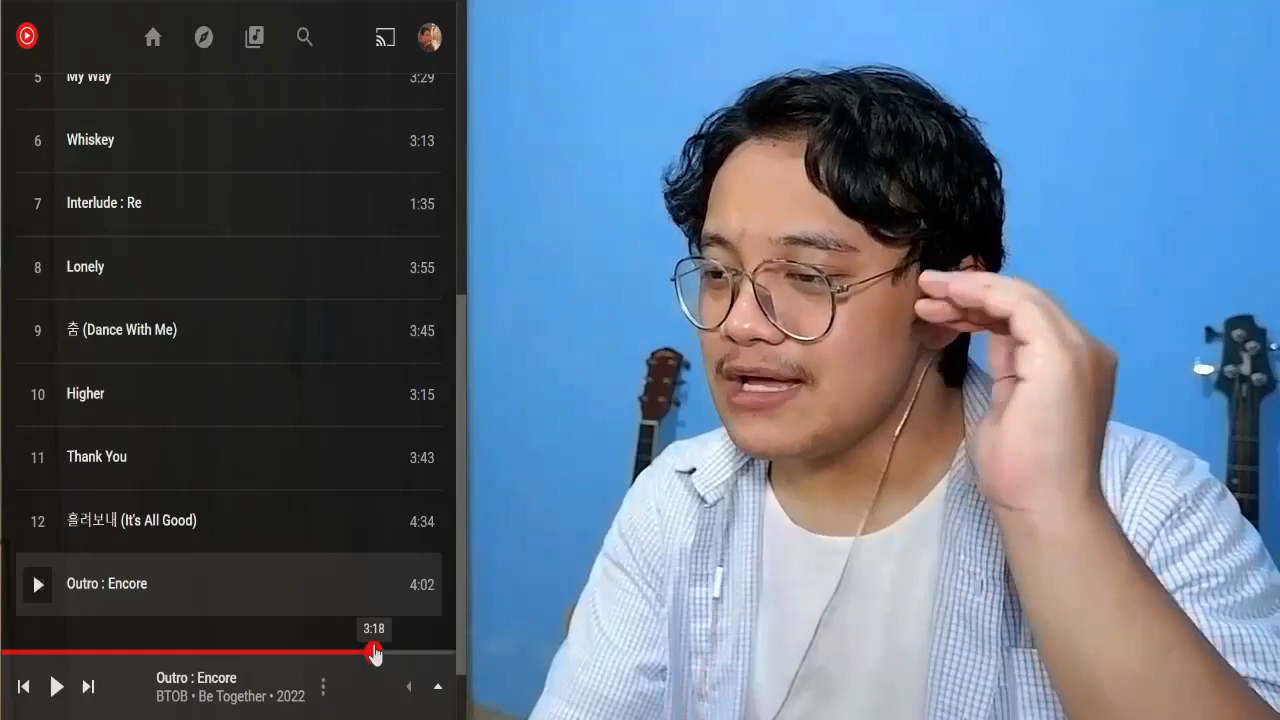 5 My Way 3:29
6 Whiskey 3:13
7 Interlude : Re 1:35
8 Lonely 3:55
9 춤 (Dance With Me) 3:45
10 Higher 3:15
11 Thank You 3:43
12 흘려보내 (It's All Good) 4:34
Outro : Encore 4:02
3:18
Outro : Encore
BTOB • Be Together • 2022